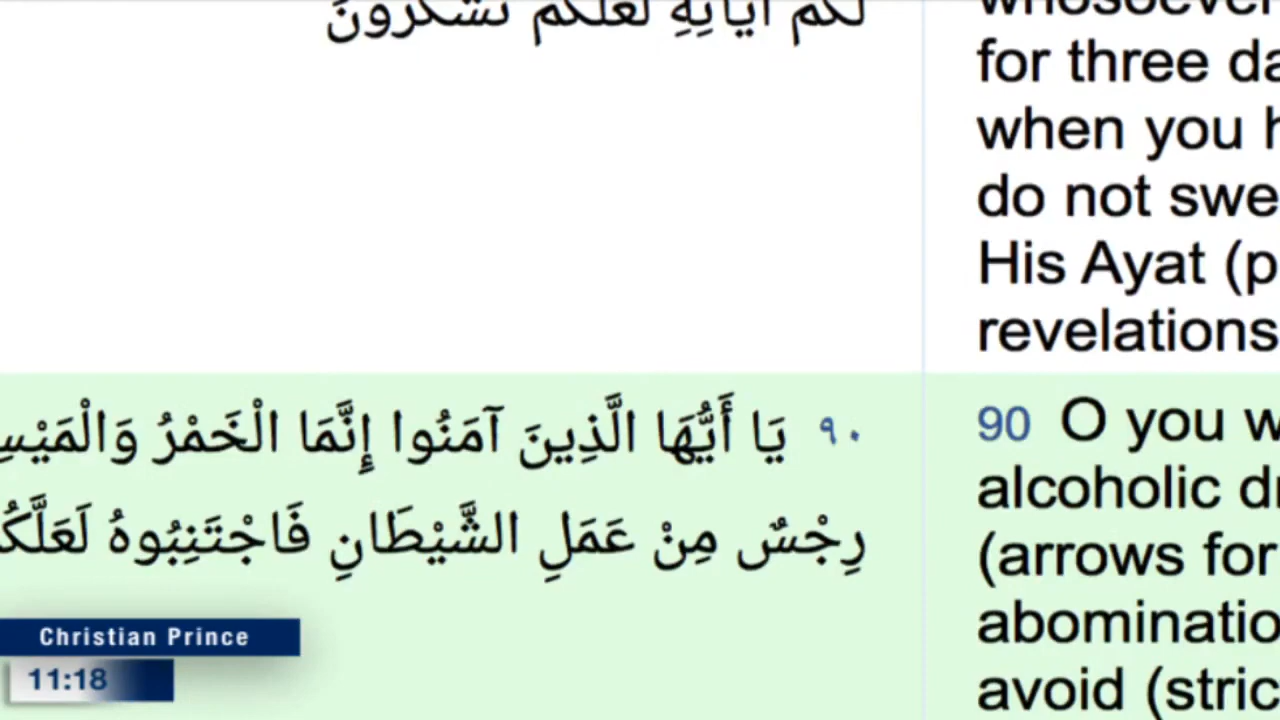 لَكُمْ آيَاتِهِ لَعَلَّكُمْ تَشْكُرُونَ
٩٠ يَا أَيُّهَا الَّذِينَ آمَنُوا إِنَّمَا الْخَمْرُ وَالْمَيْسِ
رِجْسٌ مِنْ عَمَلِ الشَّيْطَانِ فَاجْتَنِبُوهُ لَعَلَّكُ
whosoever
for three da
when you h
do not swe
His Ayat (p
revelations
90 O you w
alcoholic dr
(arrows for
abominatio
avoid (stric
Christian Prince
11:18